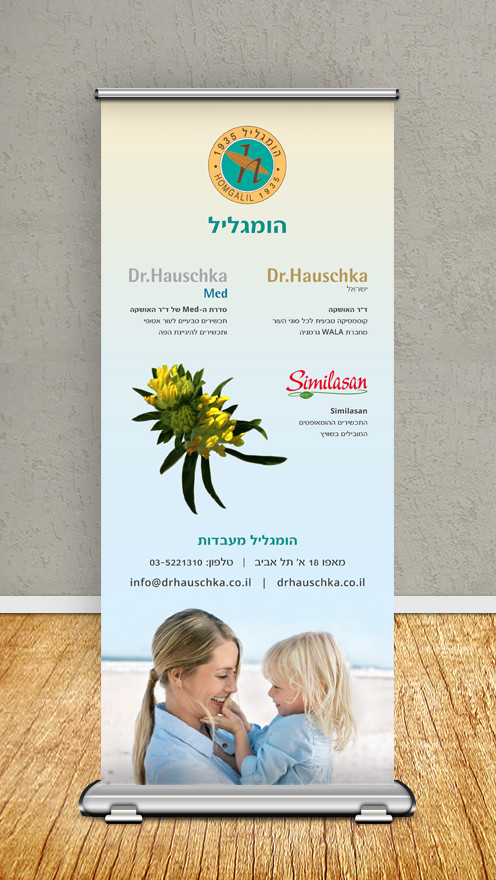 הומגליל 1935
HOMGALIL 1935
הומגליל
Dr.Hauschka
ישראל
ד״ר האושקה
קוסמטיקה טבעית לכל סוגי העור
מחברת WALA גרמניה
Dr.Hauschka
Med
סדרת ה-Med של ד״ר האושקה
תכשירים טבעיים לעור אטופי
ותכשירים להיגיינת הפה
Similasan
Similasan
התכשירים ההומאופטים
המובילים בשוויץ
הומגליל מעבדות
מאפו 18 א׳ תל אביב | טלפון: 03-5221310
info@drhauschka.co.il | drhauschka.co.il